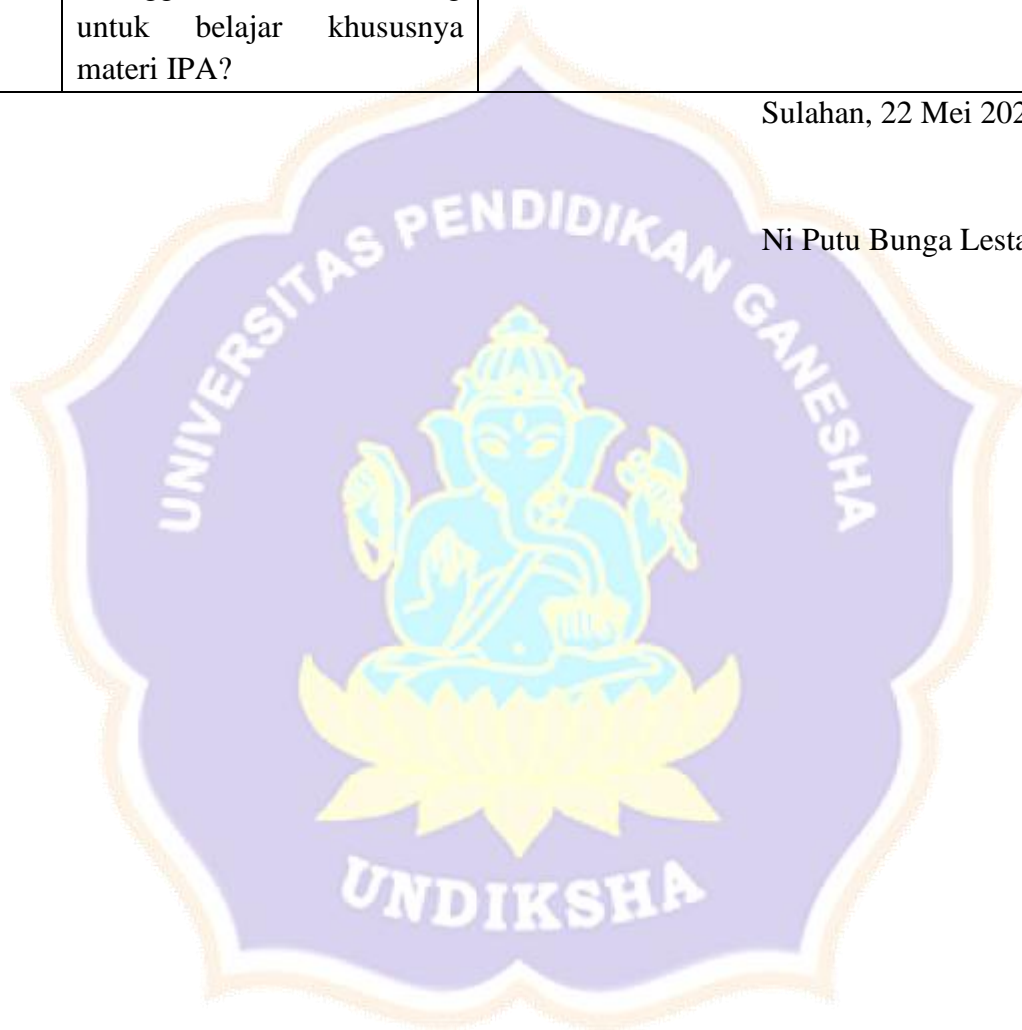 untuk belajar khususnya
materi IPA?
Sulahan, 22 Mei 202
Ni Putu Bunga Lesta
UNIVERSITAS PENDIDIKAN GANESHA
UNDIKSHA